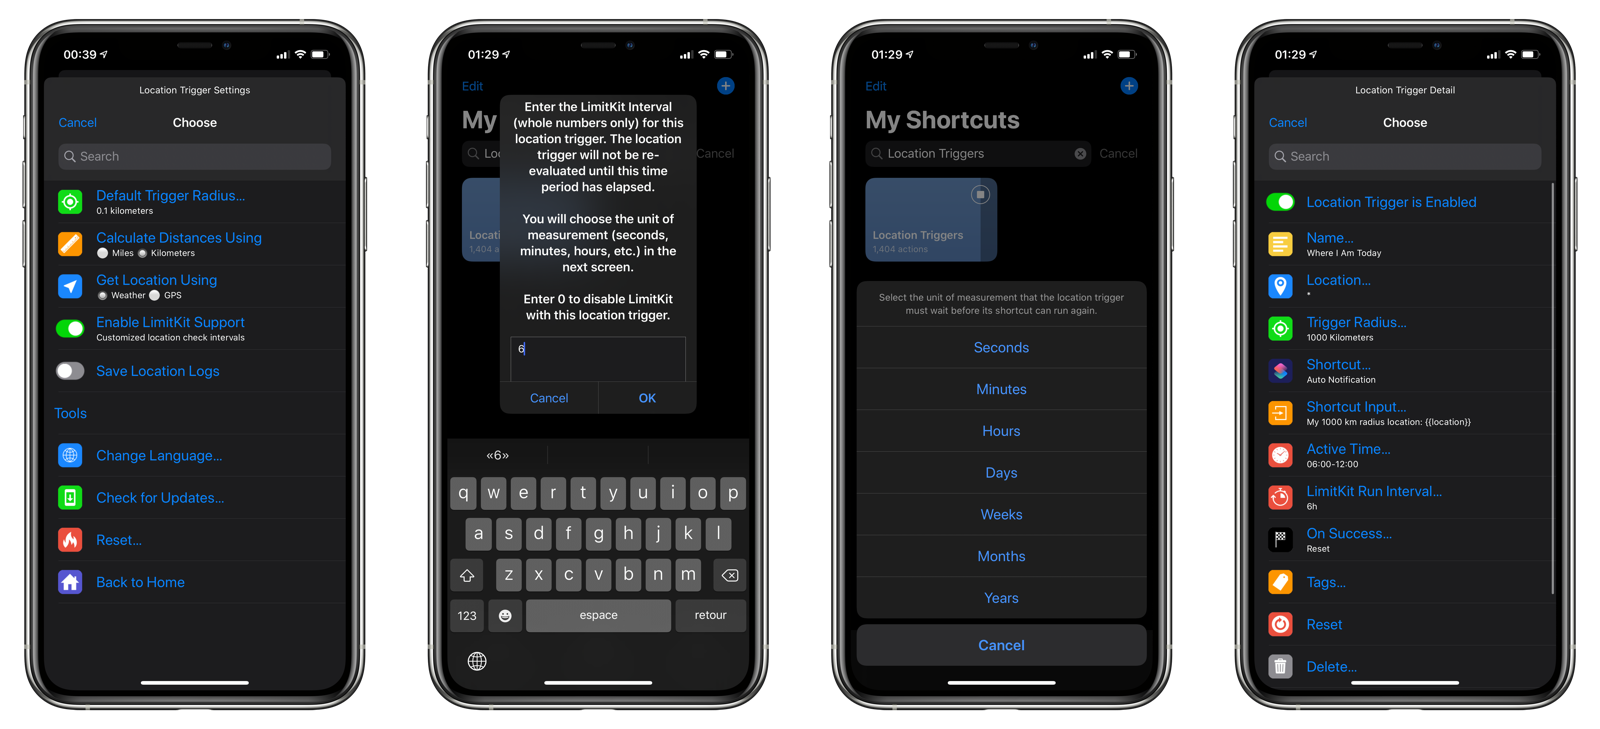 00:39
Location Trigger Settings
Cancel
Choose
Search
Default Trigger Radius...
0.1 kilometers
Calculate Distances Using
Miles Kilometers
Get Location Using
Weather GPS
Enable LimitKit Support
Customized location check intervals
Save Location Logs
Tools
Change Language...
Check for Updates...
Reset...
Back to Home
01:29
Edit
My
Cancel
Enter the LimitKit Interval
(whole numbers only) for this
location trigger. The location
trigger will not be re-
evaluated until this time
period has elapsed.
You will choose the unit of
measurement (seconds,
minutes, hours, etc.) in the
next screen.
Enter 0 to disable LimitKit
with this location trigger.
6
Cancel
OK
«6»
q w e r t y u i o p
a s d f g h j k l
z x c v b n m
123
espace
retour
01:29
Edit
My Shortcuts
Location Triggers
Cancel
Location Triggers
1,404 actions
Select the unit of measurement that the location trigger
must wait before its shortcut can run again.
Seconds
Minutes
Hours
Days
Weeks
Months
Years
Cancel
01:29
Location Trigger Detail
Cancel
Choose
Search
Location Trigger is Enabled
Name...
Where I Am Today
Location...
*
Trigger Radius...
1000 Kilometers
Shortcut...
Auto Notification
Shortcut Input...
My 1000 km radius location: {{location}}
Active Time...
06:00-12:00
LimitKit Run Interval...
6h
On Success...
Reset
Tags...
Reset
Delete...